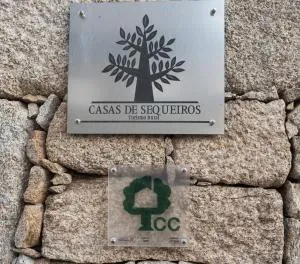 CASAS DE SEQUEIROS
Turismo Rural
CC